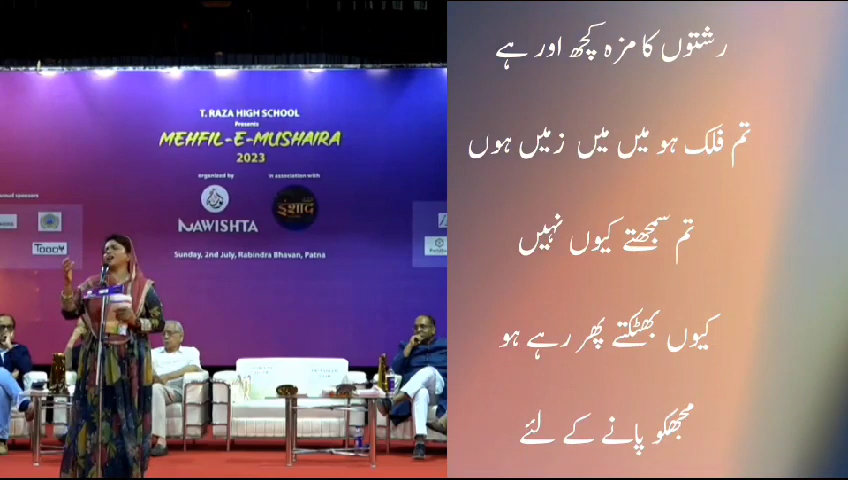 T. RAZA HIGH SCHOOL
Presents
MEHFIL-E-MUSHAIRA
2023
organized by
in association with
NAWISHTA
इंशाद
Sunday, 2nd July, Rabindra Bhavan, Patna
رشتوں کا مزہ کچھ اور ہے
تم فلک ہو میں میں زمیں ہوں
تم سمجھتے کیوں نہیں
کیوں بھٹکتے پھر رہے ہو
مجھکو پانے کے لئے